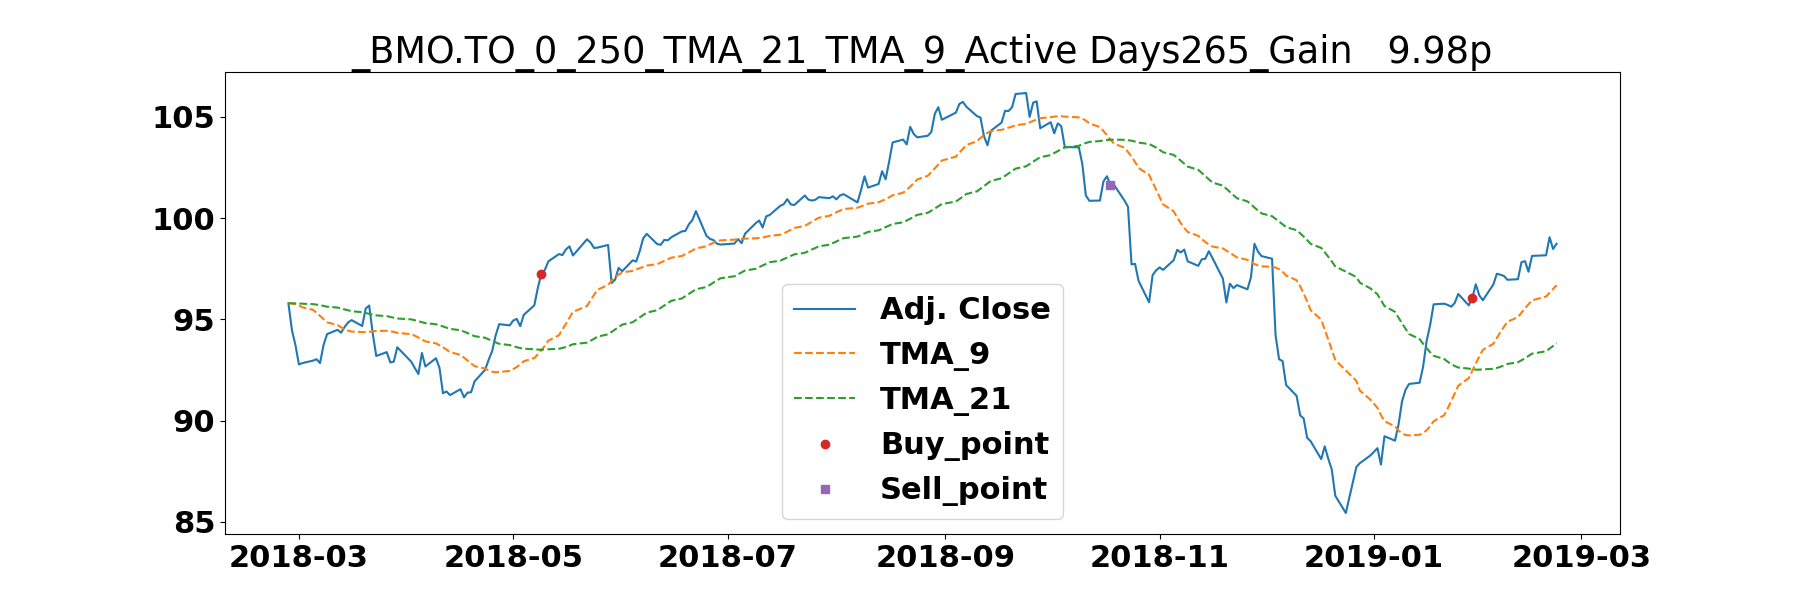 _BMO.TO_0_250_TMA_21_TMA_9_Active Days265_Gain   9.98p
105
100
95
90
85
Adj. Close
TMA_9
TMA_21
Buy_point
Sell_point
2018-03 2018-05 2018-07 2018-09 2018-11 2019-01 2019-03